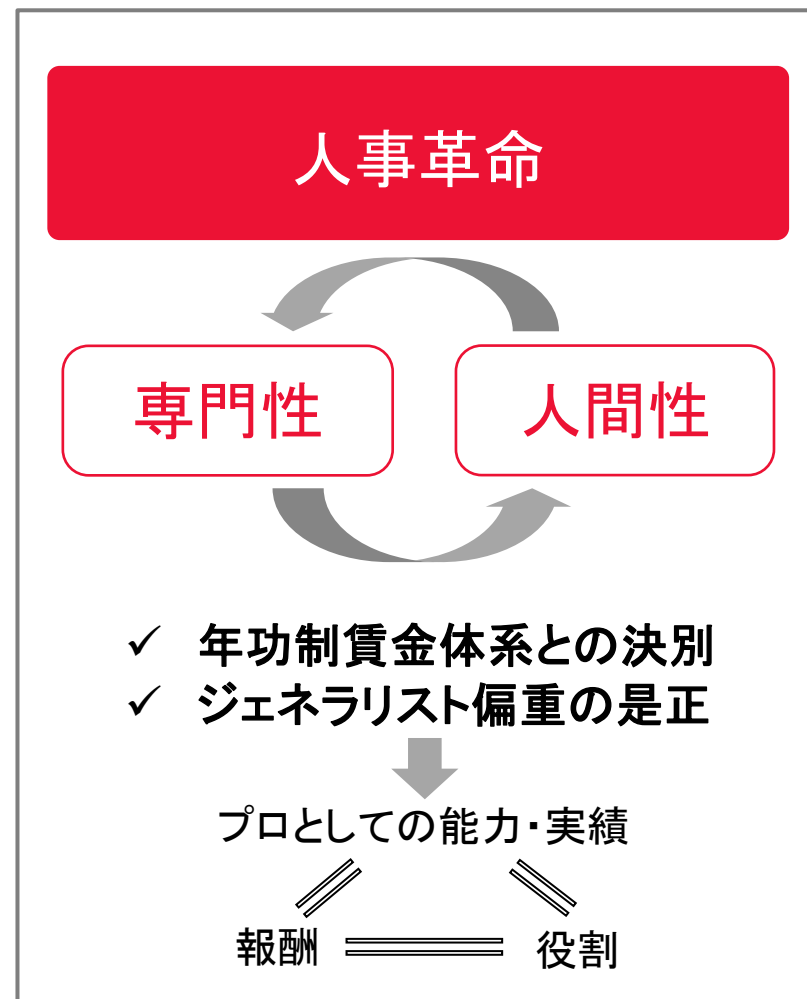 人事革命
専門性
人間性
✓ 年功制賃金体系との決別
✓ ジェネラリスト偏重の是正
プロとしての能力・実績
報酬
役割